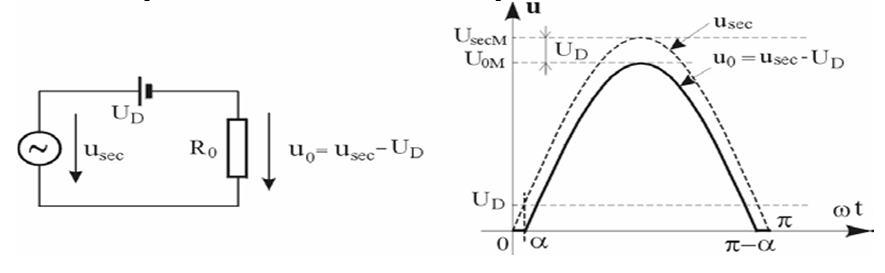 U_D
~
u_sec
R_0
u_0=u_sec-U_D
u
U_secM
U_0M
U_D
u_sec
u_0=u_sec-U_D
U_D
ωt
0
α
π-α
π